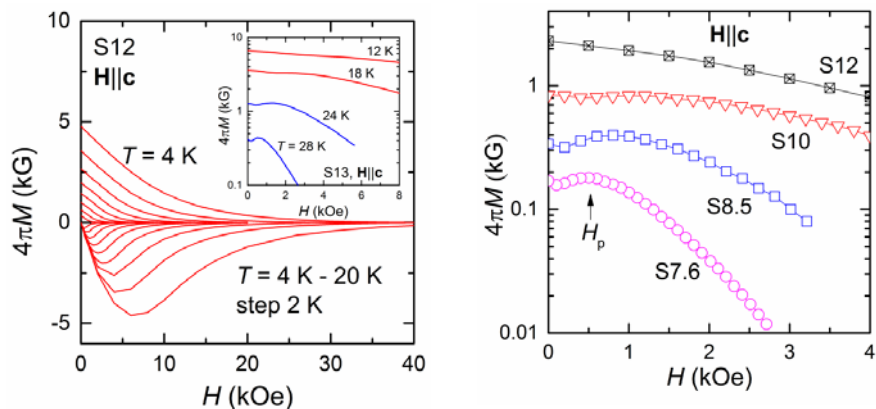 10
5
0
-5
4πM (kG)
S12
H||c
T = 4 K
T = 4 K - 20 K
step 2 K
0 10 20 30 40
H (kOe)
10
1
0.1
4πM (kG)
12 K
18 K
24 K
T = 28 K
S13, H||c
0 2 4 6 8
H (kOe)
1
0.1
0.01
4πM (kG)
H||c
S12
S10
S8.5
Hp
S7.6
0 1 2 3 4
H (kOe)